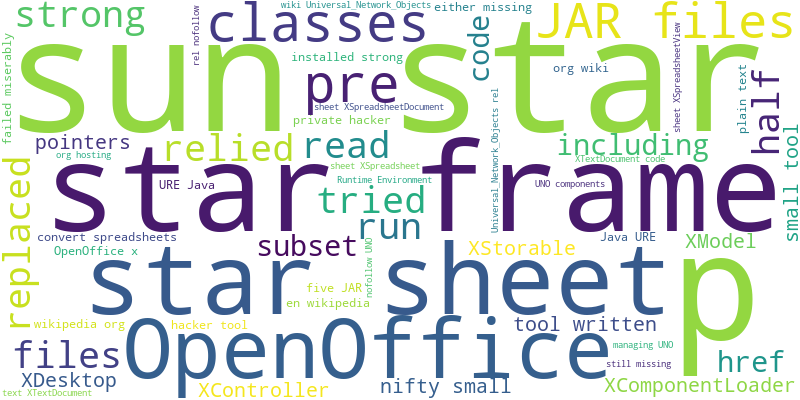 wiki Universal_Network_Objects
either missing
strong
rel nofollow
classes
JAR files
sun star
code
installed strong
org wiki
failed miserably
pre
sheet XSpreadsheetDocument
private hacker
sheet XSpreadsheetView
plain text
half
small tool
pointers
org hosting
relied
read
including
XTextDocument code
sheet XSpreadsheet
Runtime Environment
URE Java
UNO components
Universal_Network_Objects rel
star frame
tried
replaced
run
convert spreadsheets
OpenOffice x
subset
nofollow UNO
XStorable
Java URE
XModel
star sheet
p
five JAR
en wikipedia
wikipedia org
hacker tool
OpenOffice
tool written
files
managing UNO
still missing
href
XDesktop
text XTextDocument
XController
nifty small
XComponentLoader